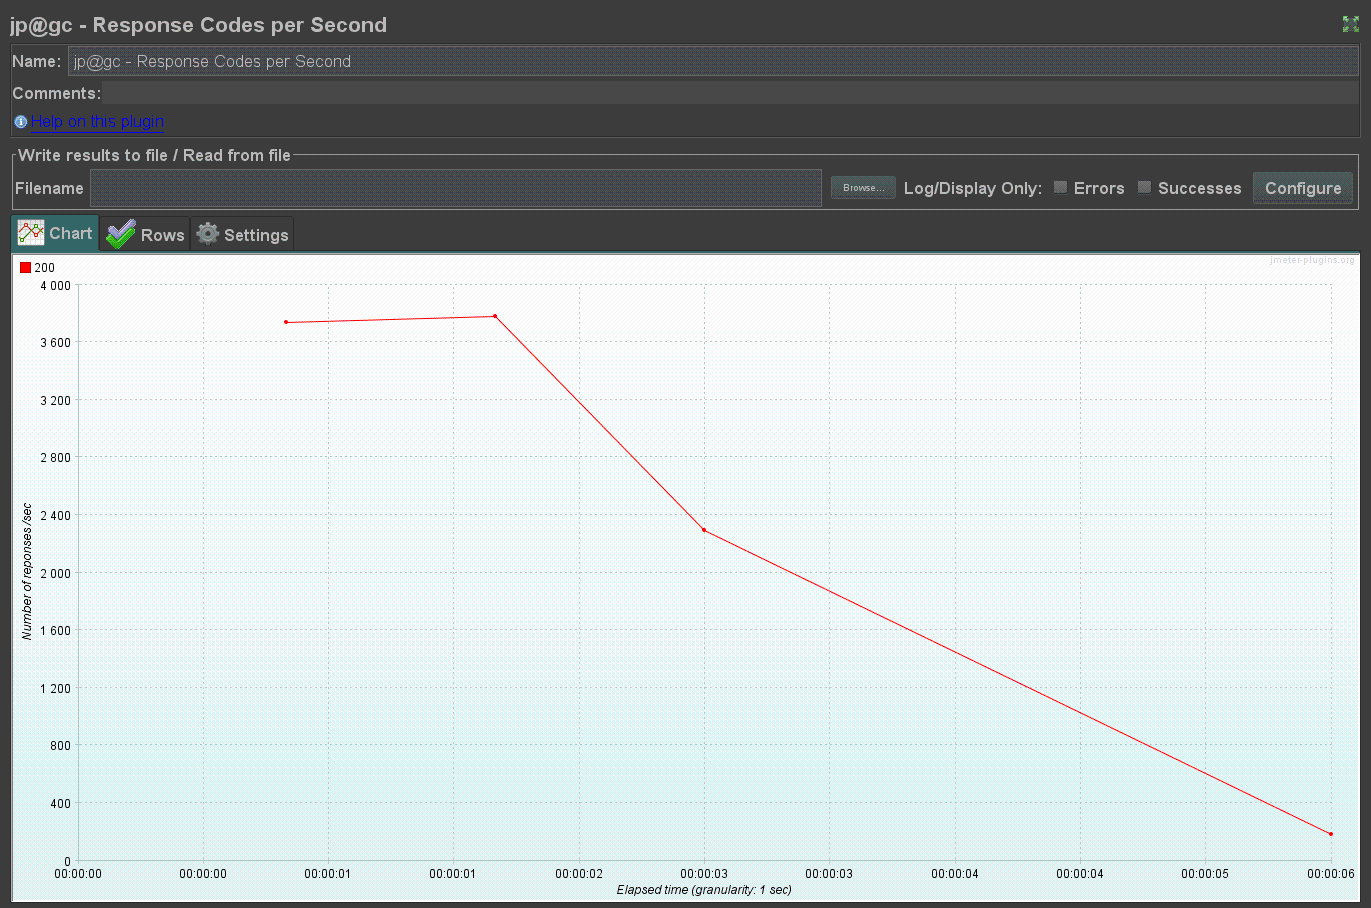 jp@gc - Response Codes per Second
Name: jp@gc - Response Codes per Second
Comments:
Help on this plugin
Write results to file / Read from file
Filename Browse... Log/Display Only: Errors Successes Configure
Chart Rows Settings
200 jmeter-plugins.org
4 000
3 600
3 200
2 800
2 400
2 000
1 600
1 200
800
400
0
Number of reponses /sec
00:00:00 00:00:00 00:00:01 00:00:01 00:00:02 00:00:03 00:00:03 00:00:04 00:00:04 00:00:05 00:00:06
Elapsed time (granularity: 1 sec)